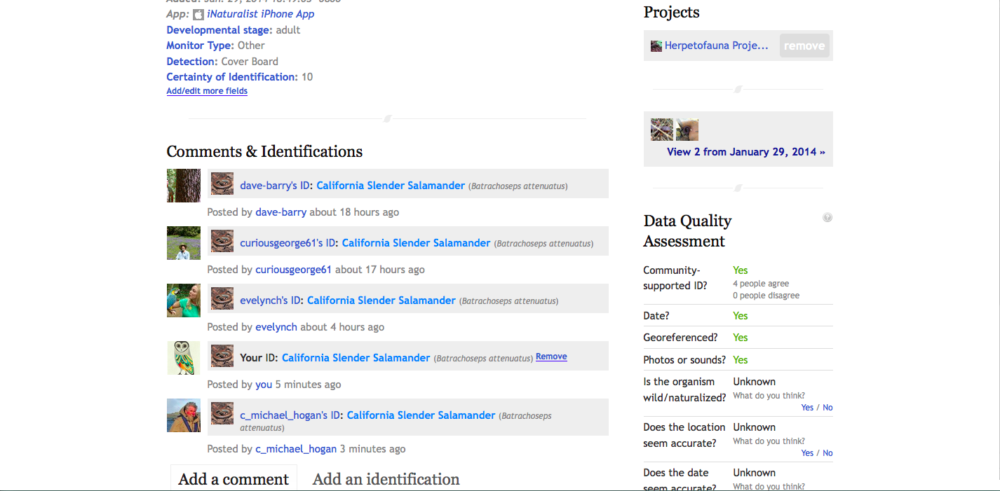 App: iNaturalist iPhone App
Developmental stage: adult
Monitor Type: Other
Detection: Cover Board
Certainty of Identification: 10
Add/edit more fields
Comments & Identifications
dave-barry's ID: California Slender Salamander (Batrachoseps attenuatus)
Posted by dave-barry about 18 hours ago
curiousgeorge61's ID: California Slender Salamander (Batrachoseps attenuatus)
Posted by curiousgeorge61 about 17 hours ago
evelynch's ID: California Slender Salamander (Batrachoseps attenuatus)
Posted by evelynch about 4 hours ago
Your ID: California Slender Salamander (Batrachoseps attenuatus) Remove
Posted by you 5 minutes ago
c_michael_hogan's ID: California Slender Salamander (Batrachoseps
attenuatus)
Posted by c_michael_hogan 3 minutes ago
Add a comment Add an identification
Projects
Herpetofauna Proje... remove
View 2 from January 29, 2014 »
Data Quality
Assessment
?
Community-
supported ID?
Yes
4 people agree
0 people disagree
Date? Yes
Georeferenced? Yes
Photos or sounds? Yes
Is the organism
wild/naturalized?
Unknown
What do you think?
Yes / No
Does the location
seem accurate?
Unknown
What do you think?
Yes / No
Does the date
seem accurate?
Unknown
What do you think?